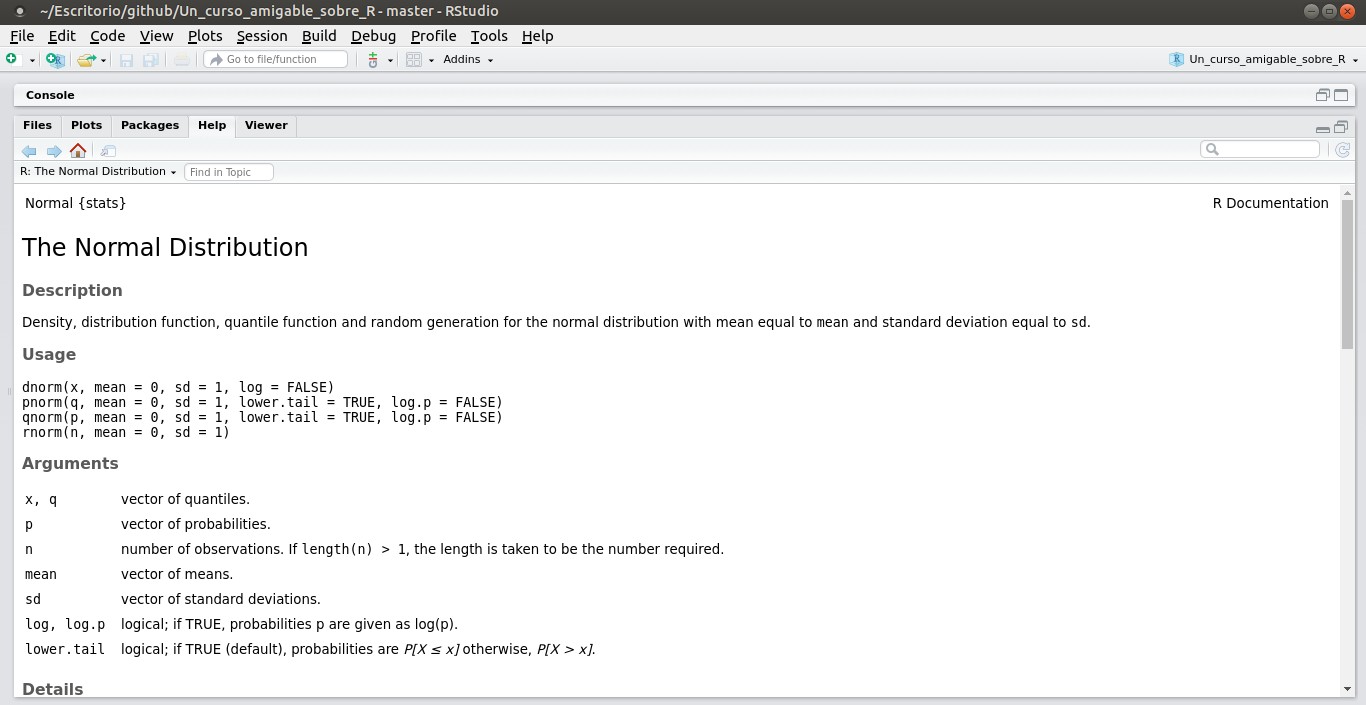 ~/Escritorio/github/Un_curso_amigable_sobre_R - master - RStudio
File Edit Code View Plots Session Build Debug Profile Tools Help
Go to file/function Addins Un_curso_amigable_sobre_R
Console
Files Plots Packages Help Viewer
R: The Normal Distribution Find in Topic
Normal {stats} R Documentation
The Normal Distribution
Description
Density, distribution function, quantile function and random generation for the normal distribution with mean equal to mean and standard deviation equal to sd.
Usage
dnorm(x, mean = 0, sd = 1, log = FALSE)
pnorm(q, mean = 0, sd = 1, lower.tail = TRUE, log.p = FALSE)
qnorm(p, mean = 0, sd = 1, lower.tail = TRUE, log.p = FALSE)
rnorm(n, mean = 0, sd = 1)
Arguments
x, q vector of quantiles.
p vector of probabilities.
n number of observations. If length(n) > 1, the length is taken to be the number required.
mean vector of means.
sd vector of standard deviations.
log, log.p logical; if TRUE, probabilities p are given as log(p).
lower.tail logical; if TRUE (default), probabilities are P[X ≤ x] otherwise, P[X > x].
Details